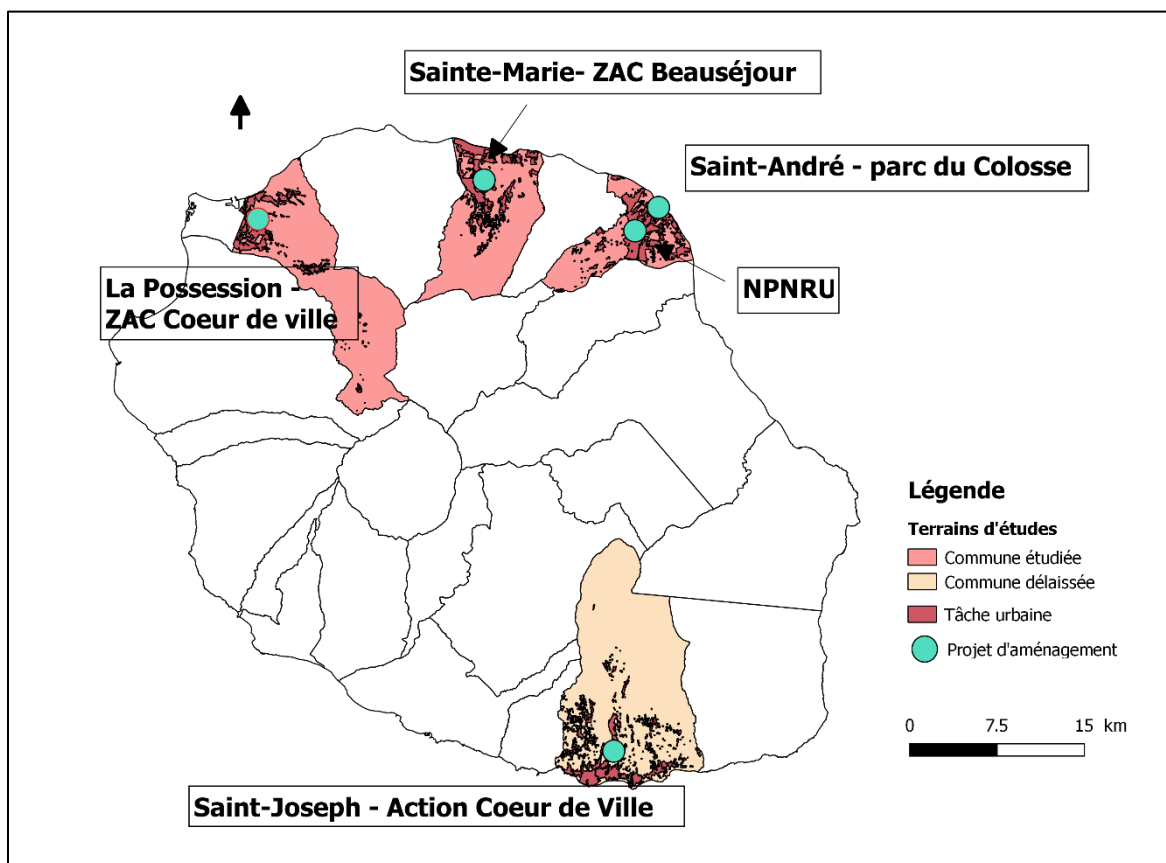 Sainte-Marie- ZAC Beauséjour
Saint-André - parc du Colosse
NPNRU
La Possession -
ZAC Coeur de ville
Légende
Terrains d'études
Commune étudiée
Commune délaissée
Tâche urbaine
Projet d'aménagement
0 7.5 15 km
Saint-Joseph - Action Coeur de Ville